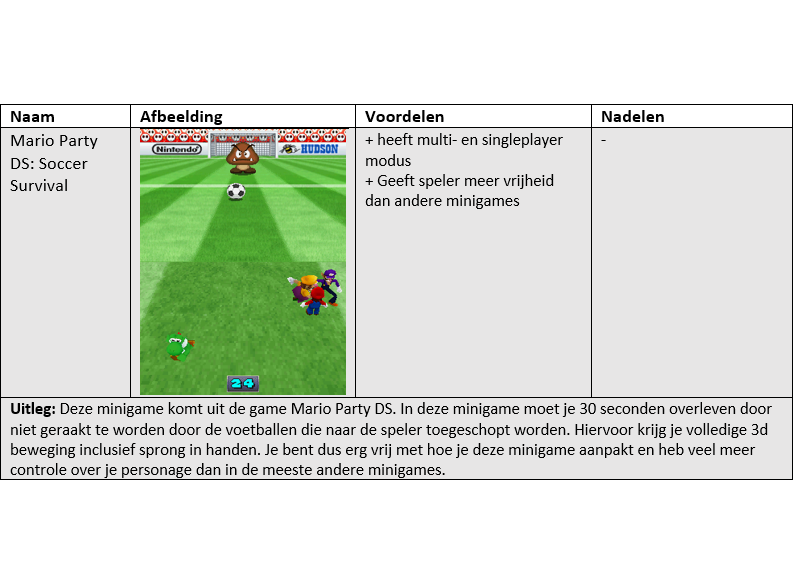 Naam Afbeelding Voordelen Nadelen
Mario Party
DS: Soccer
Survival
Nintendo HUDSON
24
+ heeft multi- en singleplayer
modus
+ Geeft speler meer vrijheid
dan andere minigames
-
Uitleg: Deze minigame komt uit de game Mario Party DS. In deze minigame moet je 30 seconden overleven door
niet geraakt te worden door de voetballen die naar de speler toegeschopt worden. Hiervoor krijg je volledige 3d
beweging inclusief sprong in handen. Je bent dus erg vrij met hoe je deze minigame aanpakt en heb veel meer
controle over je personage dan in de meeste andere minigames.